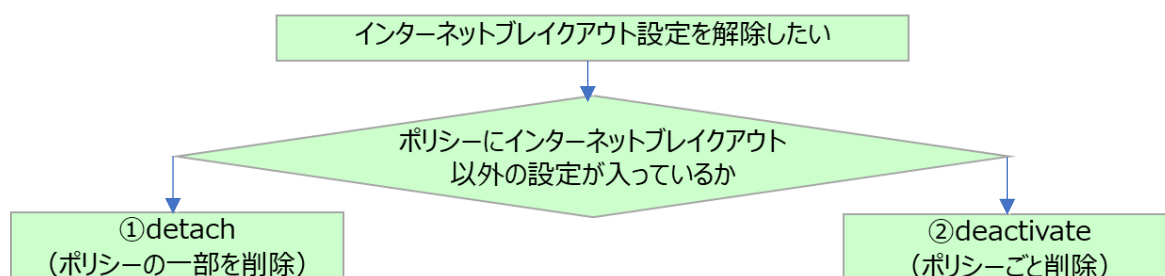 インターネットブレイクアウト設定を解除したい
ポリシーにインターネットブレイクアウト
以外の設定が入っているか
①detach
（ポリシーの一部を削除）
②deactivate
（ポリシーごと削除）